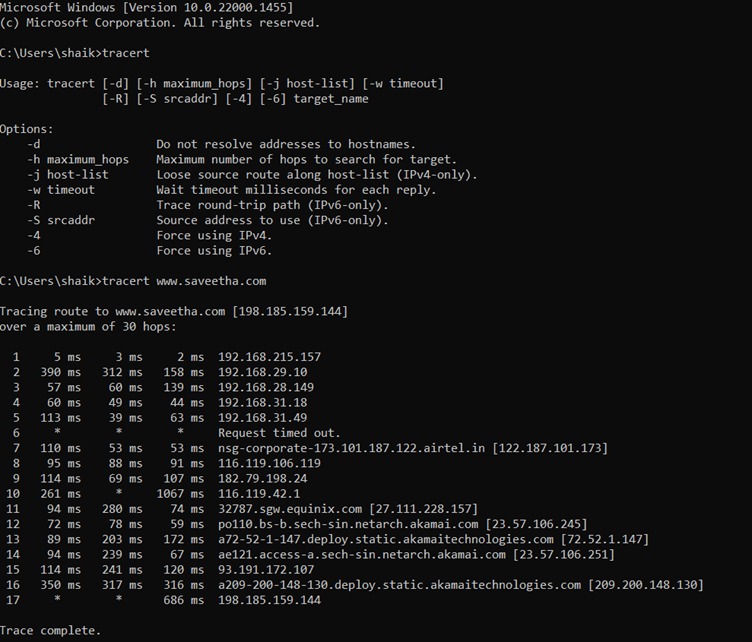 Microsoft Windows [Version 10.0.22000.1455]
(c) Microsoft Corporation. All rights reserved.
C:\Users\shaik>tracert
Usage: tracert [-d] [-h maximum_hops] [-j host-list] [-w timeout]
[-R] [-S srcaddr] [-4] [-6] target_name
Options:
-d Do not resolve addresses to hostnames.
-h maximum_hops Maximum number of hops to search for target.
-j host-list Loose source route along host-list (IPv4-only).
-w timeout Wait timeout milliseconds for each reply.
-R Trace round-trip path (IPv6-only).
-S srcaddr Source address to use (IPv6-only).
-4 Force using IPv4.
-6 Force using IPv6.
C:\Users\shaik>tracert www.saveetha.com
Tracing route to www.saveetha.com [198.185.159.144]
over a maximum of 30 hops:
1 5 ms 3 ms 2 ms 192.168.215.157
2 390 ms 312 ms 158 ms 192.168.29.10
3 57 ms 60 ms 139 ms 192.168.28.149
4 60 ms 49 ms 44 ms 192.168.31.18
5 113 ms 39 ms 63 ms 192.168.31.49
6 * * * Request timed out.
7 110 ms 53 ms 53 ms nsg-corporate-173.101.187.122.airtel.in [122.187.101.173]
8 95 ms 88 ms 91 ms 116.119.106.119
9 114 ms 69 ms 107 ms 182.79.198.24
10 261 ms * 1067 ms 116.119.42.1
11 94 ms 280 ms 74 ms 32787.sgw.equinix.com [27.111.228.157]
12 72 ms 78 ms 59 ms po110.bs-b.sech-sin.netarch.akamai.com [23.57.106.245]
13 89 ms 203 ms 172 ms a72-52-1-147.deploy.static.akamaitechnologies.com [72.52.1.147]
14 94 ms 239 ms 67 ms ae121.access-a.sech-sin.netarch.akamai.com [23.57.106.251]
15 114 ms 241 ms 120 ms 93.191.172.107
16 350 ms 317 ms 316 ms a209-200-148-130.deploy.static.akamaitechnologies.com [209.200.148.130]
17 * * 686 ms 198.185.159.144
Trace complete.